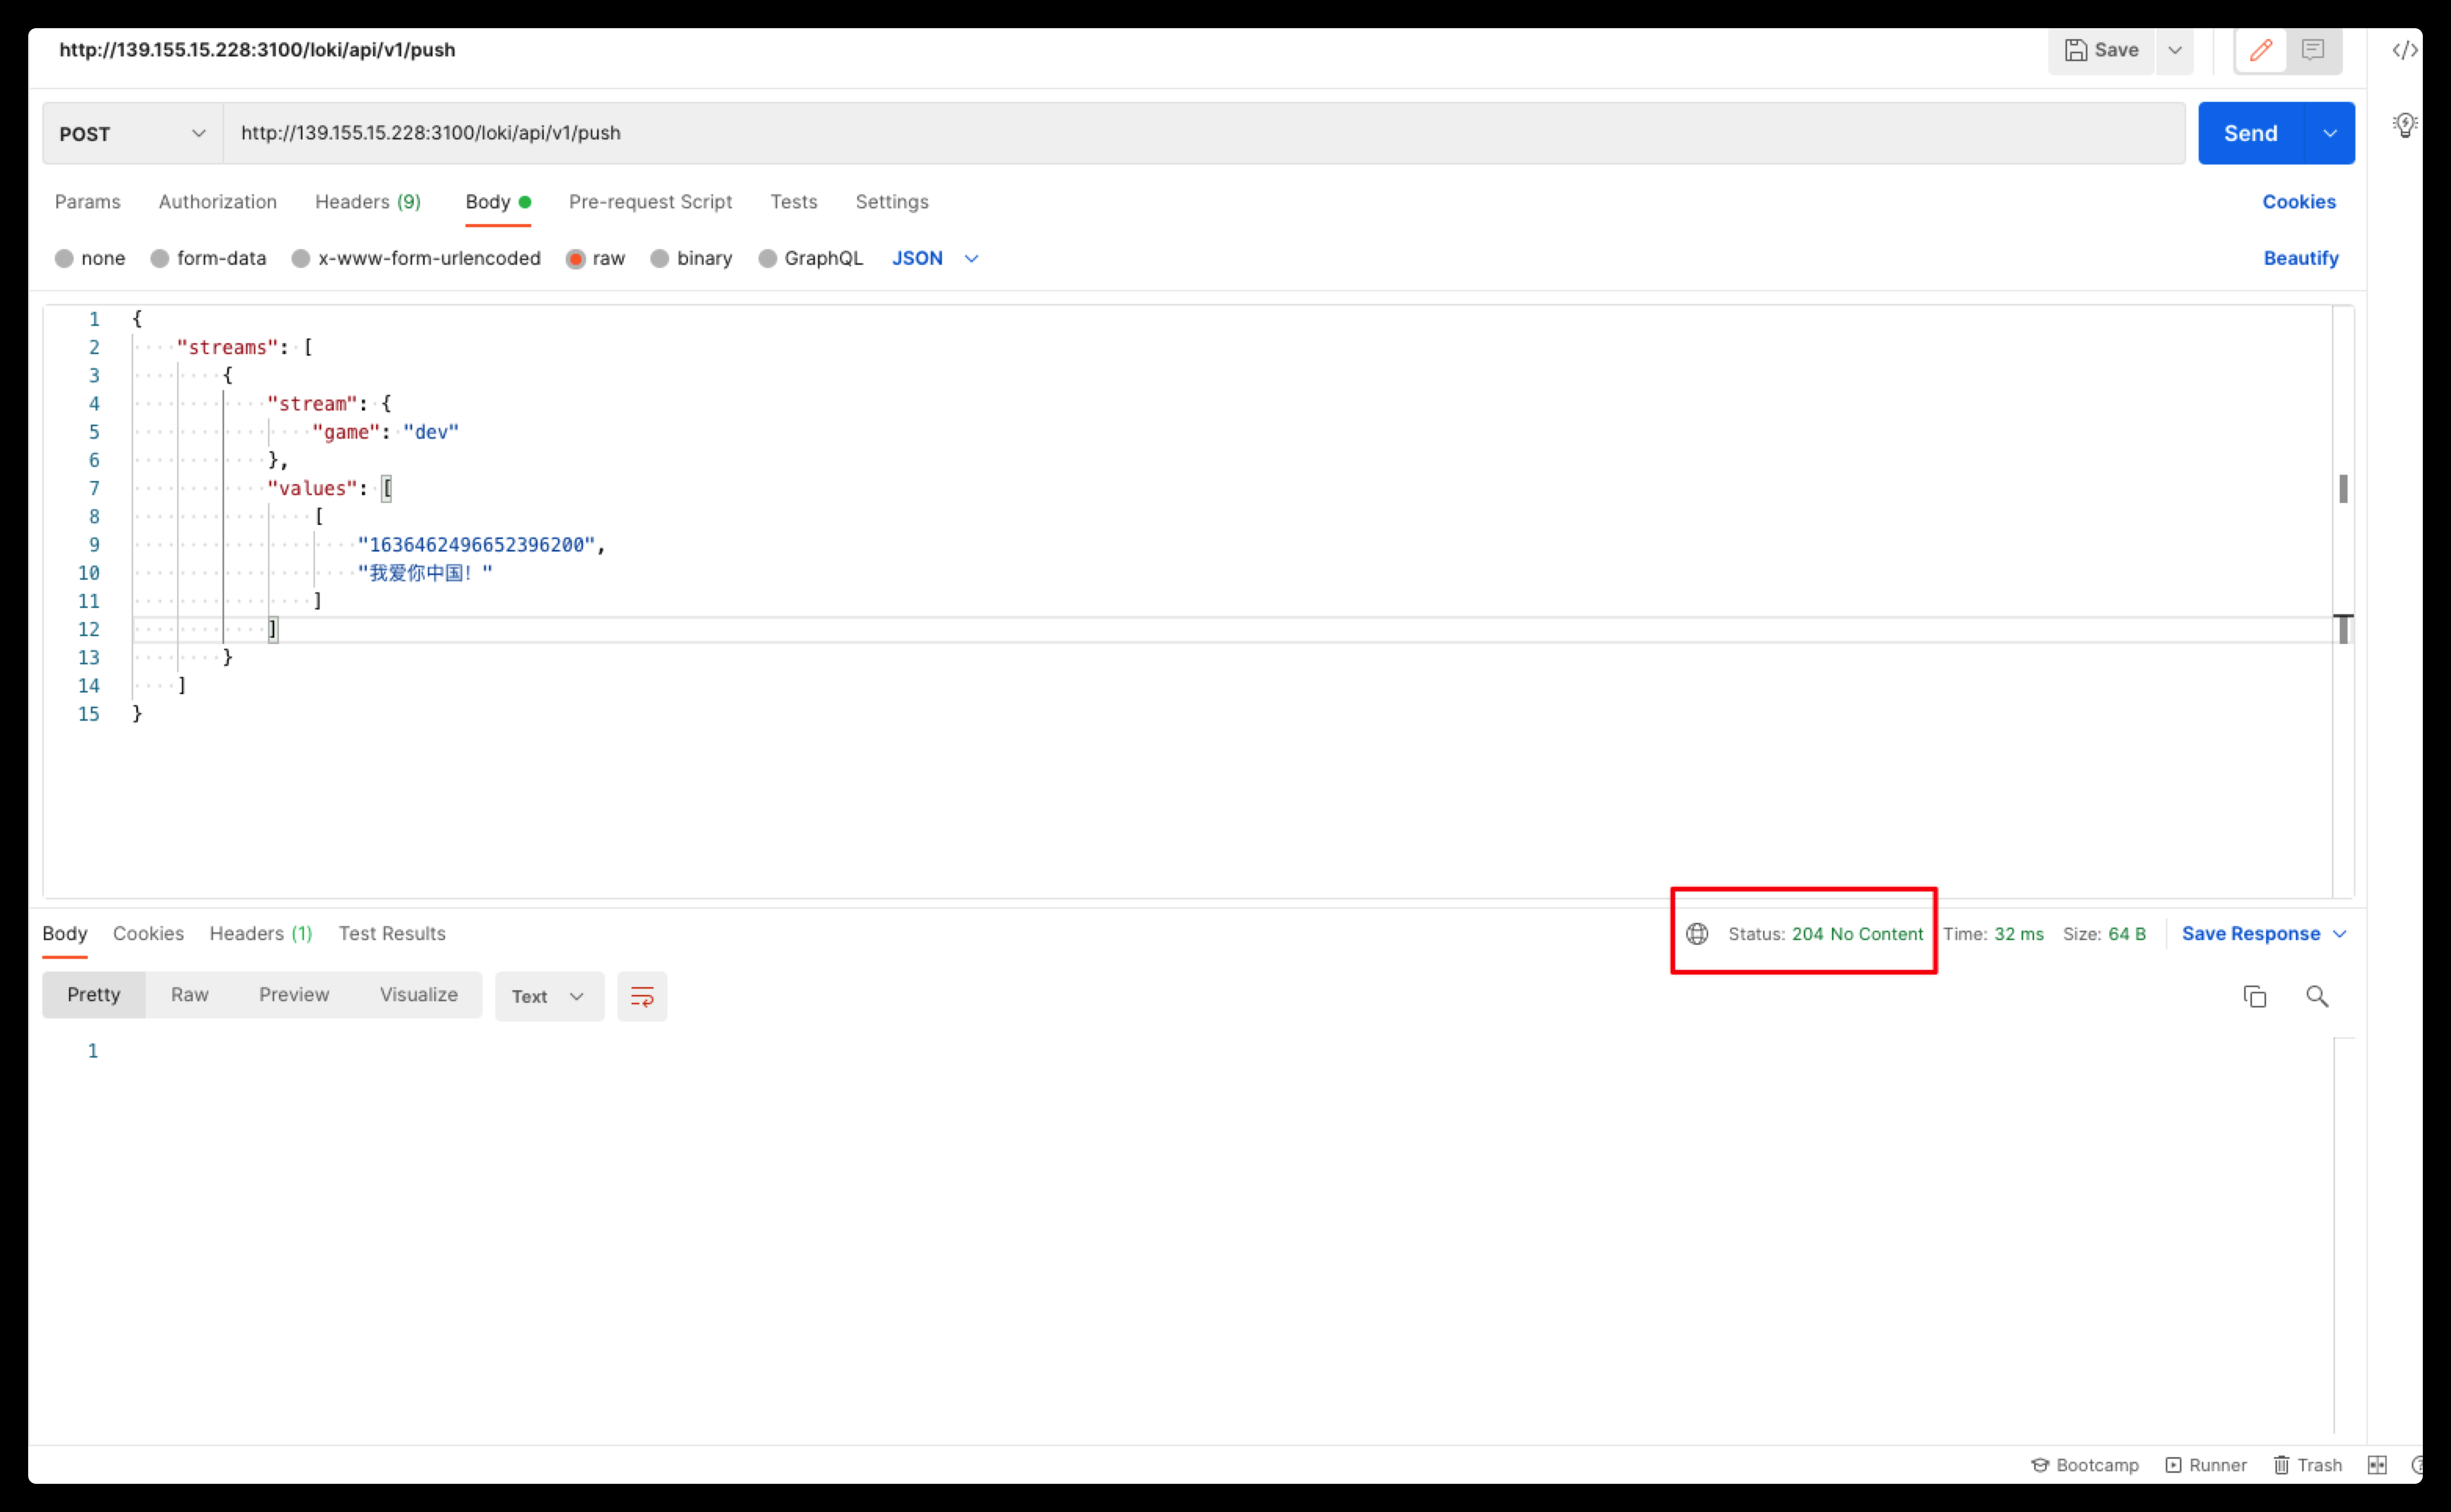 http://139.155.15.228:3100/loki/api/v1/push
Save
POST http://139.155.15.228:3100/loki/api/v1/push Send
Params Authorization Headers (9) Body Pre-request Script Tests Settings Cookies
none form-data x-www-form-urlencoded raw binary GraphQL JSON Beautify
1 {
2 "streams": [
3 {
4 "stream": {
5 "game": "dev"
6 },
7 "values": [
8 [
9 "1636462496652396200",
10 "我爱你中国！"
11 ]
12 ]
13 }
14 ]
15 }
Body Cookies Headers (1) Test Results Status: 204 No Content Time: 32 ms Size: 64 B Save Response
Pretty Raw Preview Visualize Text
1
Bootcamp Runner Trash